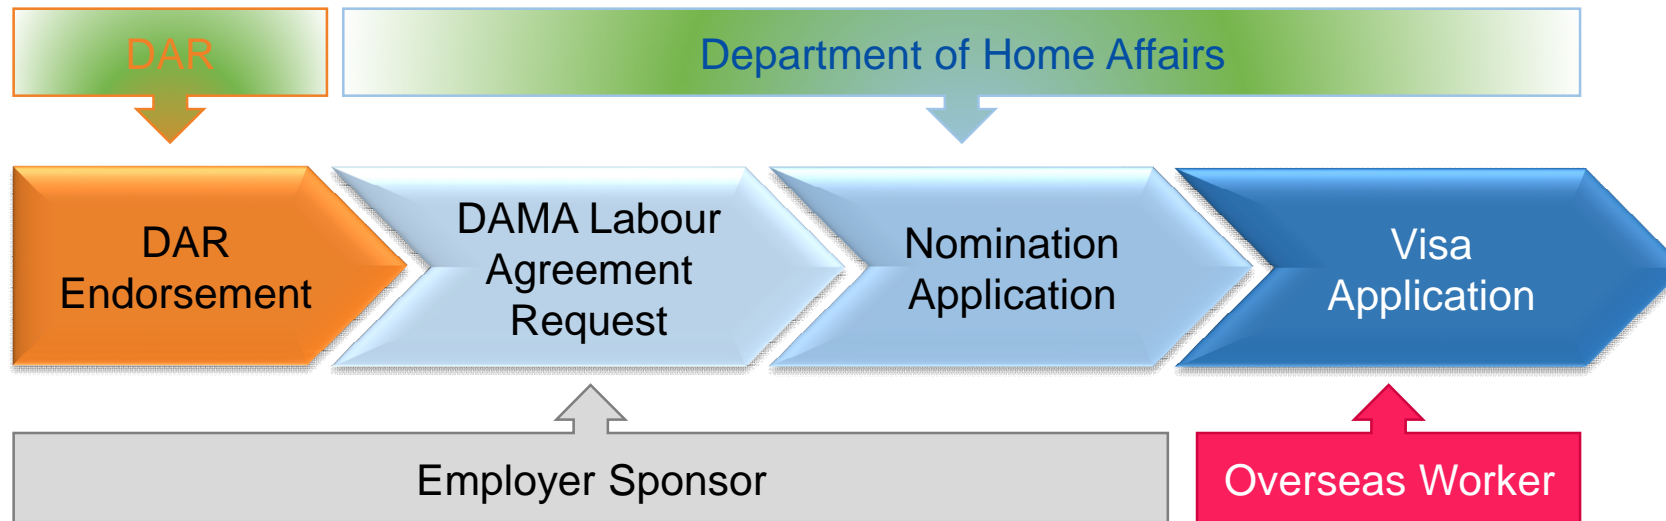 DAR
Department of Home Affairs
DAR
Endorsement
DAMA Labour
Agreement
Request
Nomination
Application
Visa
Application
Employer Sponsor
Overseas Worker